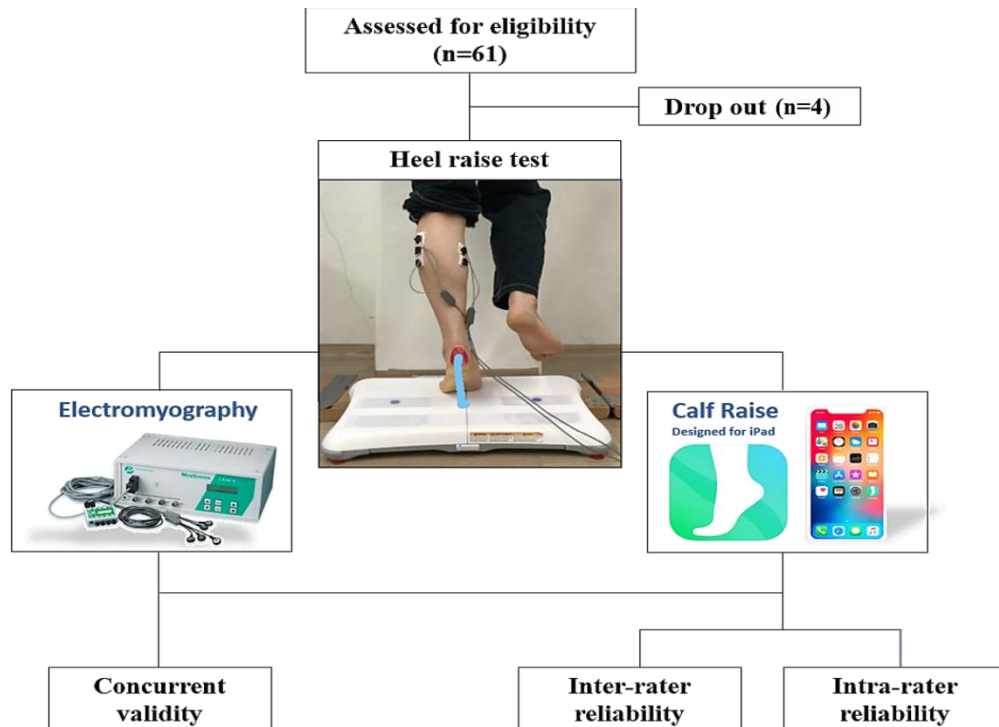 Assessed for eligibility
(n=61)
Drop out (n=4)
Heel raise test
Electromyography
Calf Raise
Designed for iPad
Concurrent
validity
Inter-rater
reliability
Intra-rater
reliability